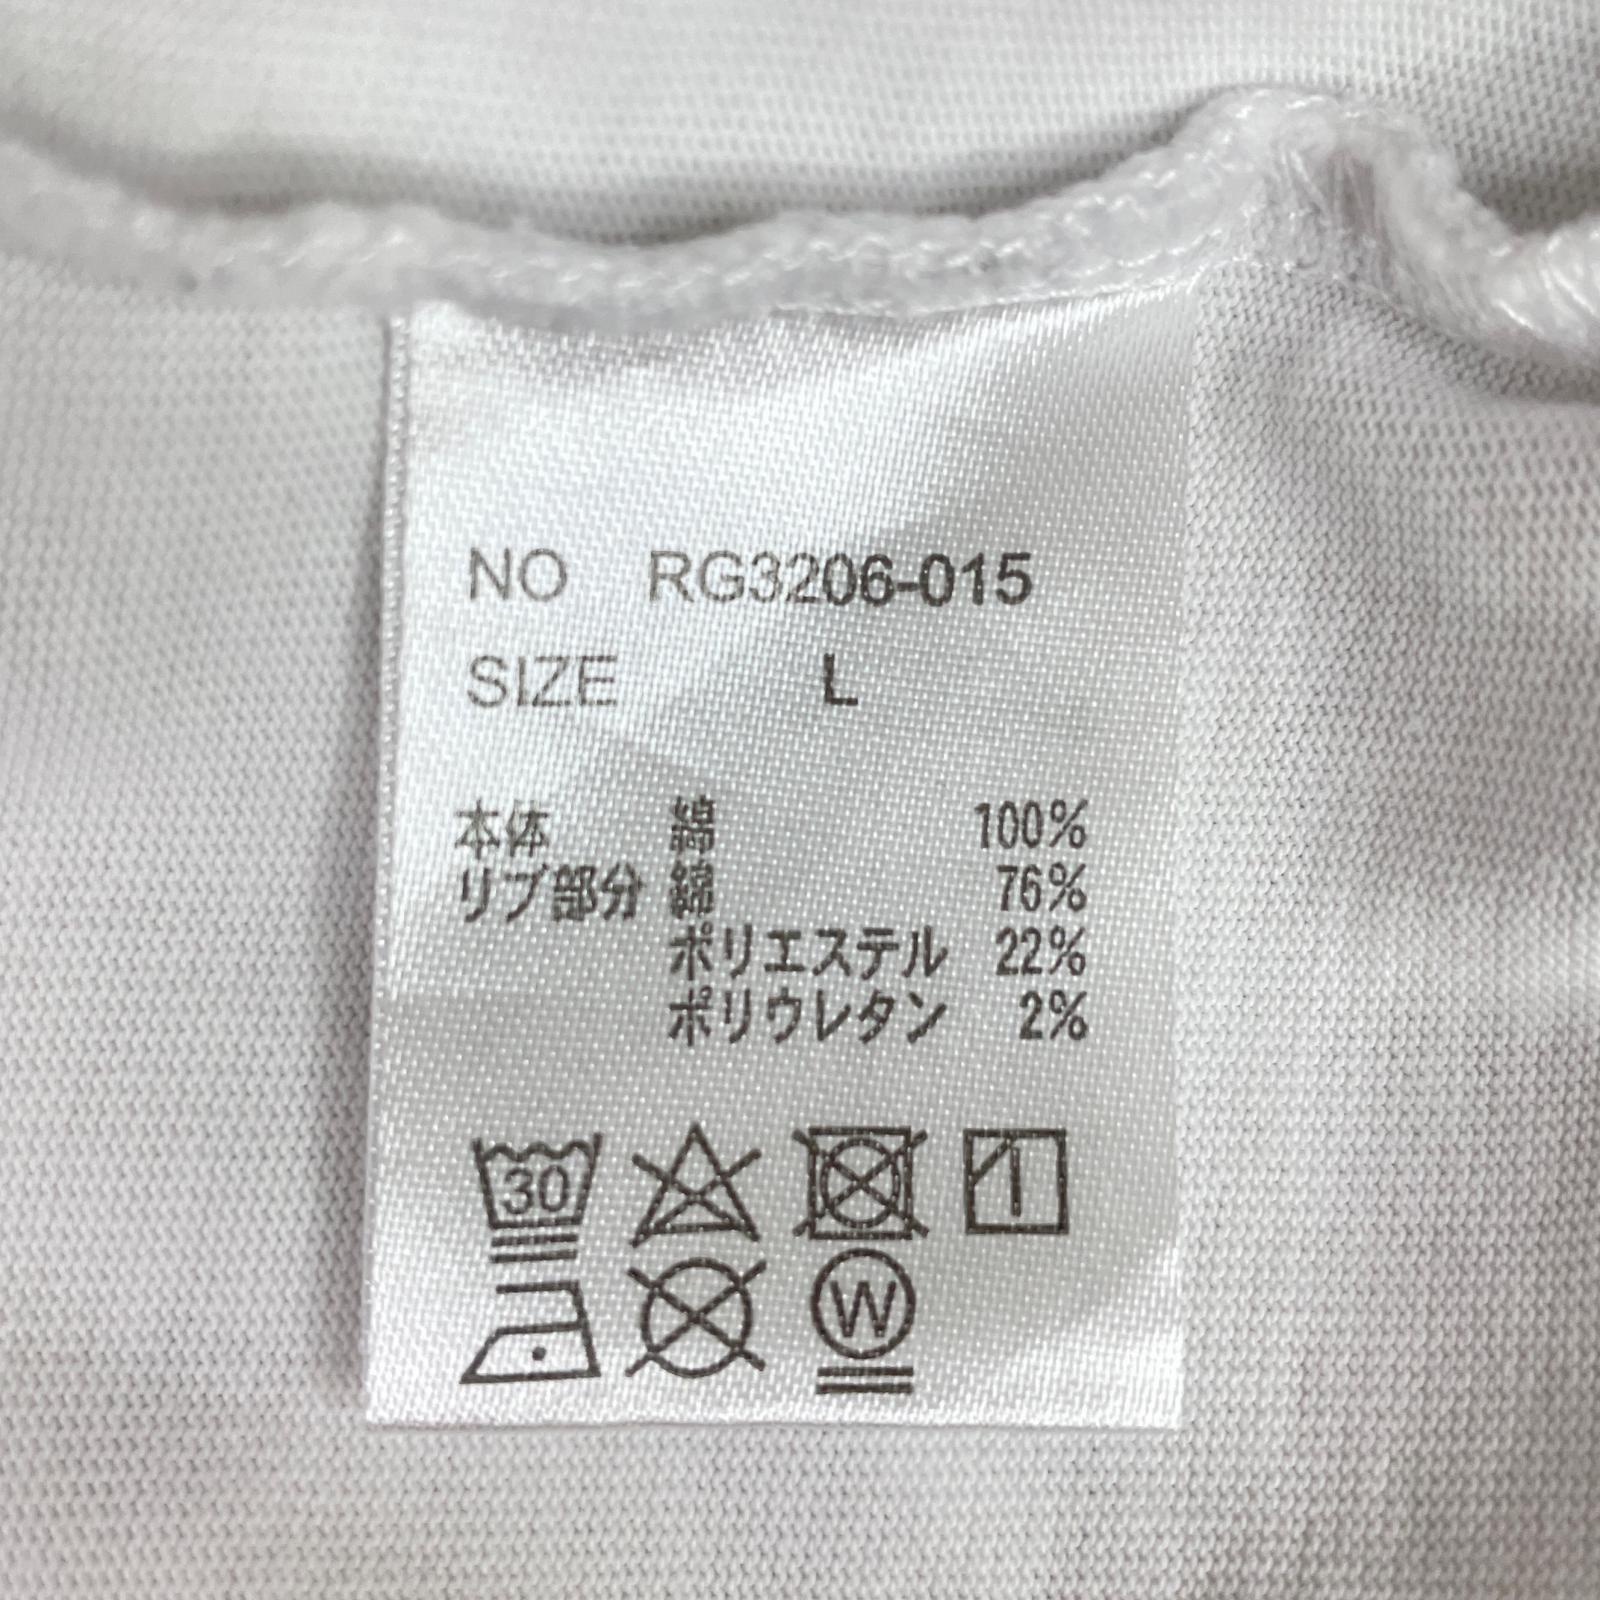 NO RG3206-015
SIZE L
本体 綿 100%
リブ部分 綿 76%
ポリエステル 22%
ポリウレタン 2%
30
W